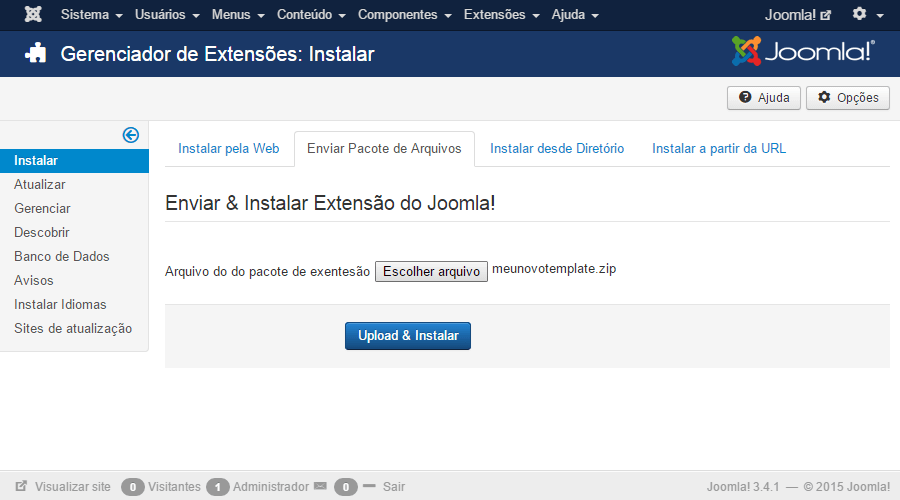 Sistema Usuários Menus Conteúdo Componentes Extensões Ajuda Joomla!
Gerenciador de Extensões: Instalar Joomla!®
Ajuda Opções
Instalar
Atualizar
Gerenciar
Descobrir
Banco de Dados
Avisos
Instalar Idiomas
Sites de atualização
Instalar pela Web Enviar Pacote de Arquivos Instalar desde Diretório Instalar a partir da URL
Enviar & Instalar Extensão do Joomla!
Arquivo do do pacote de exentesão Escolher arquivo meunovotemplate.zip
Upload & Instalar
Visualizar site 0 Visitantes 1 Administrador 0 Sair Joomla! 3.4.1 — © 2015 Joomla!